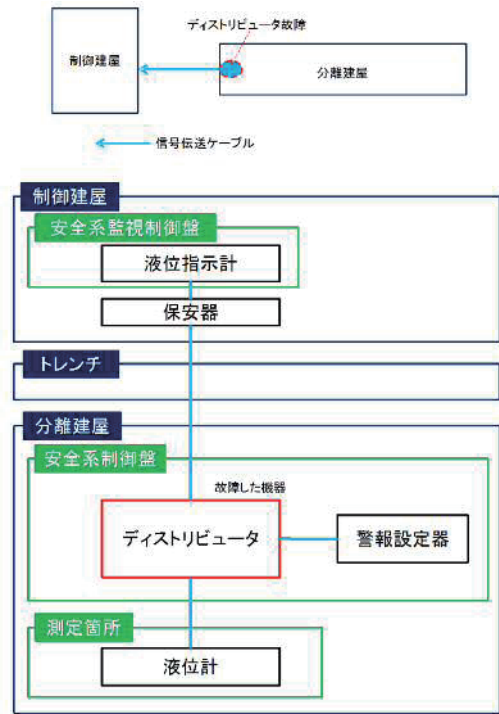 ディストリビュータ故障
制御建屋
分離建屋
信号伝送ケーブル
制御建屋
安全系監視制御盤
液位指示計
保安器
トレンチ
分離建屋
安全系制御盤
故障した機器
ディストリビュータ
警報設定器
測定箇所
液位計